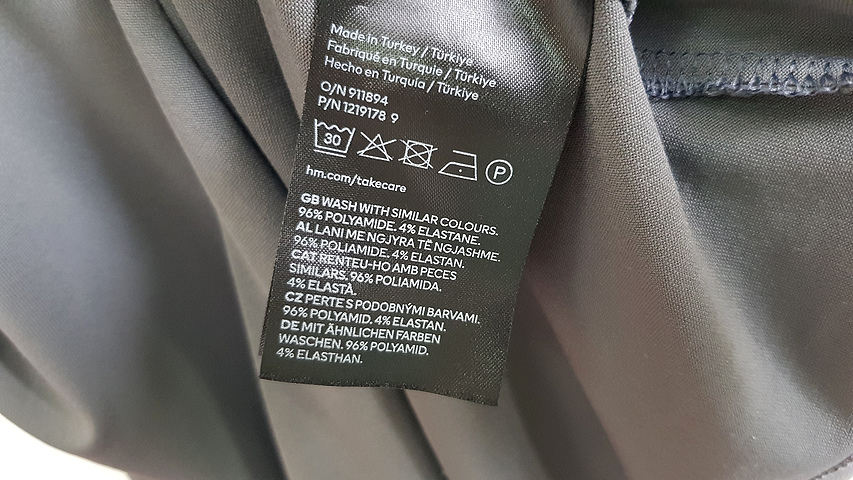 Made in Turkey / Türkiye
Fabriqué en Turquie / Türkiye
Hecho en Turquía / Türkiye
O/N 911894
P/N 1219178 9
30 P
hm.com/takecare
GB WASH WITH SIMILAR COLOURS.
96% POLYAMIDE. 4% ELASTANE.
AL LANI ME NGJYRA TË NGJASHME.
96% POLIAMIDE. 4% ELASTAN.
CAT RENTEU-HO AMB PECES
SIMILARS. 96% POLIAMIDA.
4% ELASTÀ.
CZ PERTE S PODOBNÝMI BARVAMI.
96% POLYAMID. 4% ELASTAN.
DE MIT ÄHNLICHEN FARBEN
WASCHEN. 96% POLYAMID.
4% ELASTHAN.